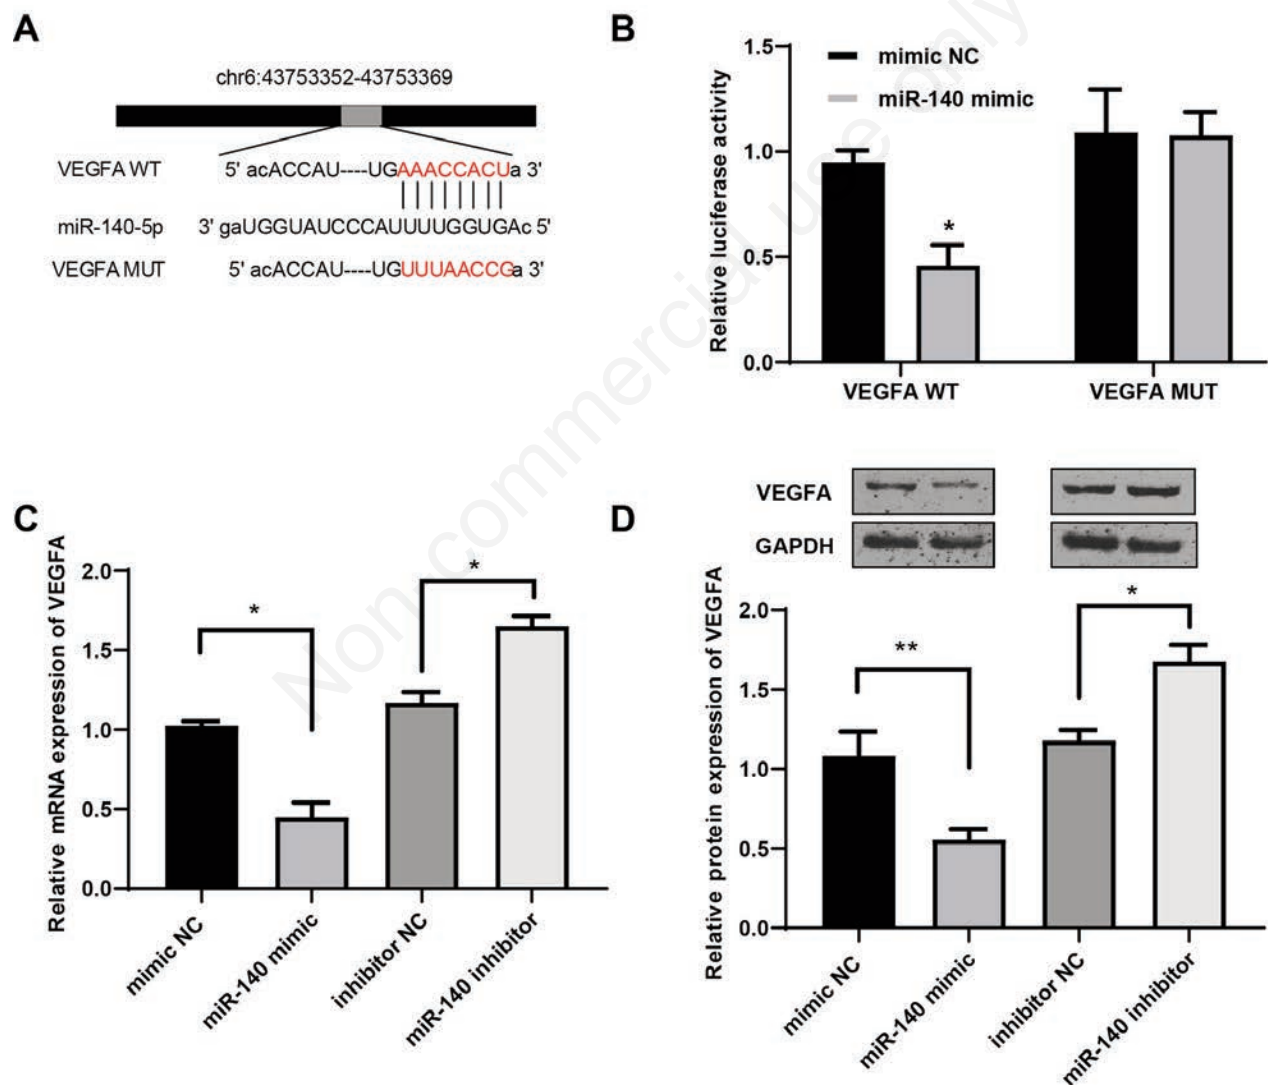 A
chr6:43753352-43753369
VEGFA WT 5' acACCAU----UGAAACCACUa 3'
miR-140-5p 3' gaUGGUAUCCCAUUUUGGUGAc 5'
VEGFA MUT 5' acACCAU----UGUUUAACCGa 3'
B
mimic NC
miR-140 mimic
Relative luciferase activity
1.5
1.0
0.5
0.0
*
VEGFA WT
VEGFA MUT
C
Relative mRNA expression of VEGFA
2.0
1.5
1.0
0.5
0.0
*
*
mimic NC
miR-140 mimic
inhibitor NC
miR-140 inhibitor
D
VEGFA
GAPDH
Relative protein expression of VEGFA
2.0
1.5
1.0
0.5
0.0
**
*
mimic NC
miR-140 mimic
inhibitor NC
miR-140 inhibitor
Non-commercial use only